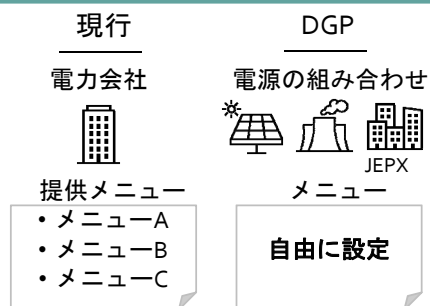 現行
電力会社
提供メニュー
• メニューA
• メニューB
• メニューC
DGP
電源の組み合わせ
JEPX
メニュー
自由に設定